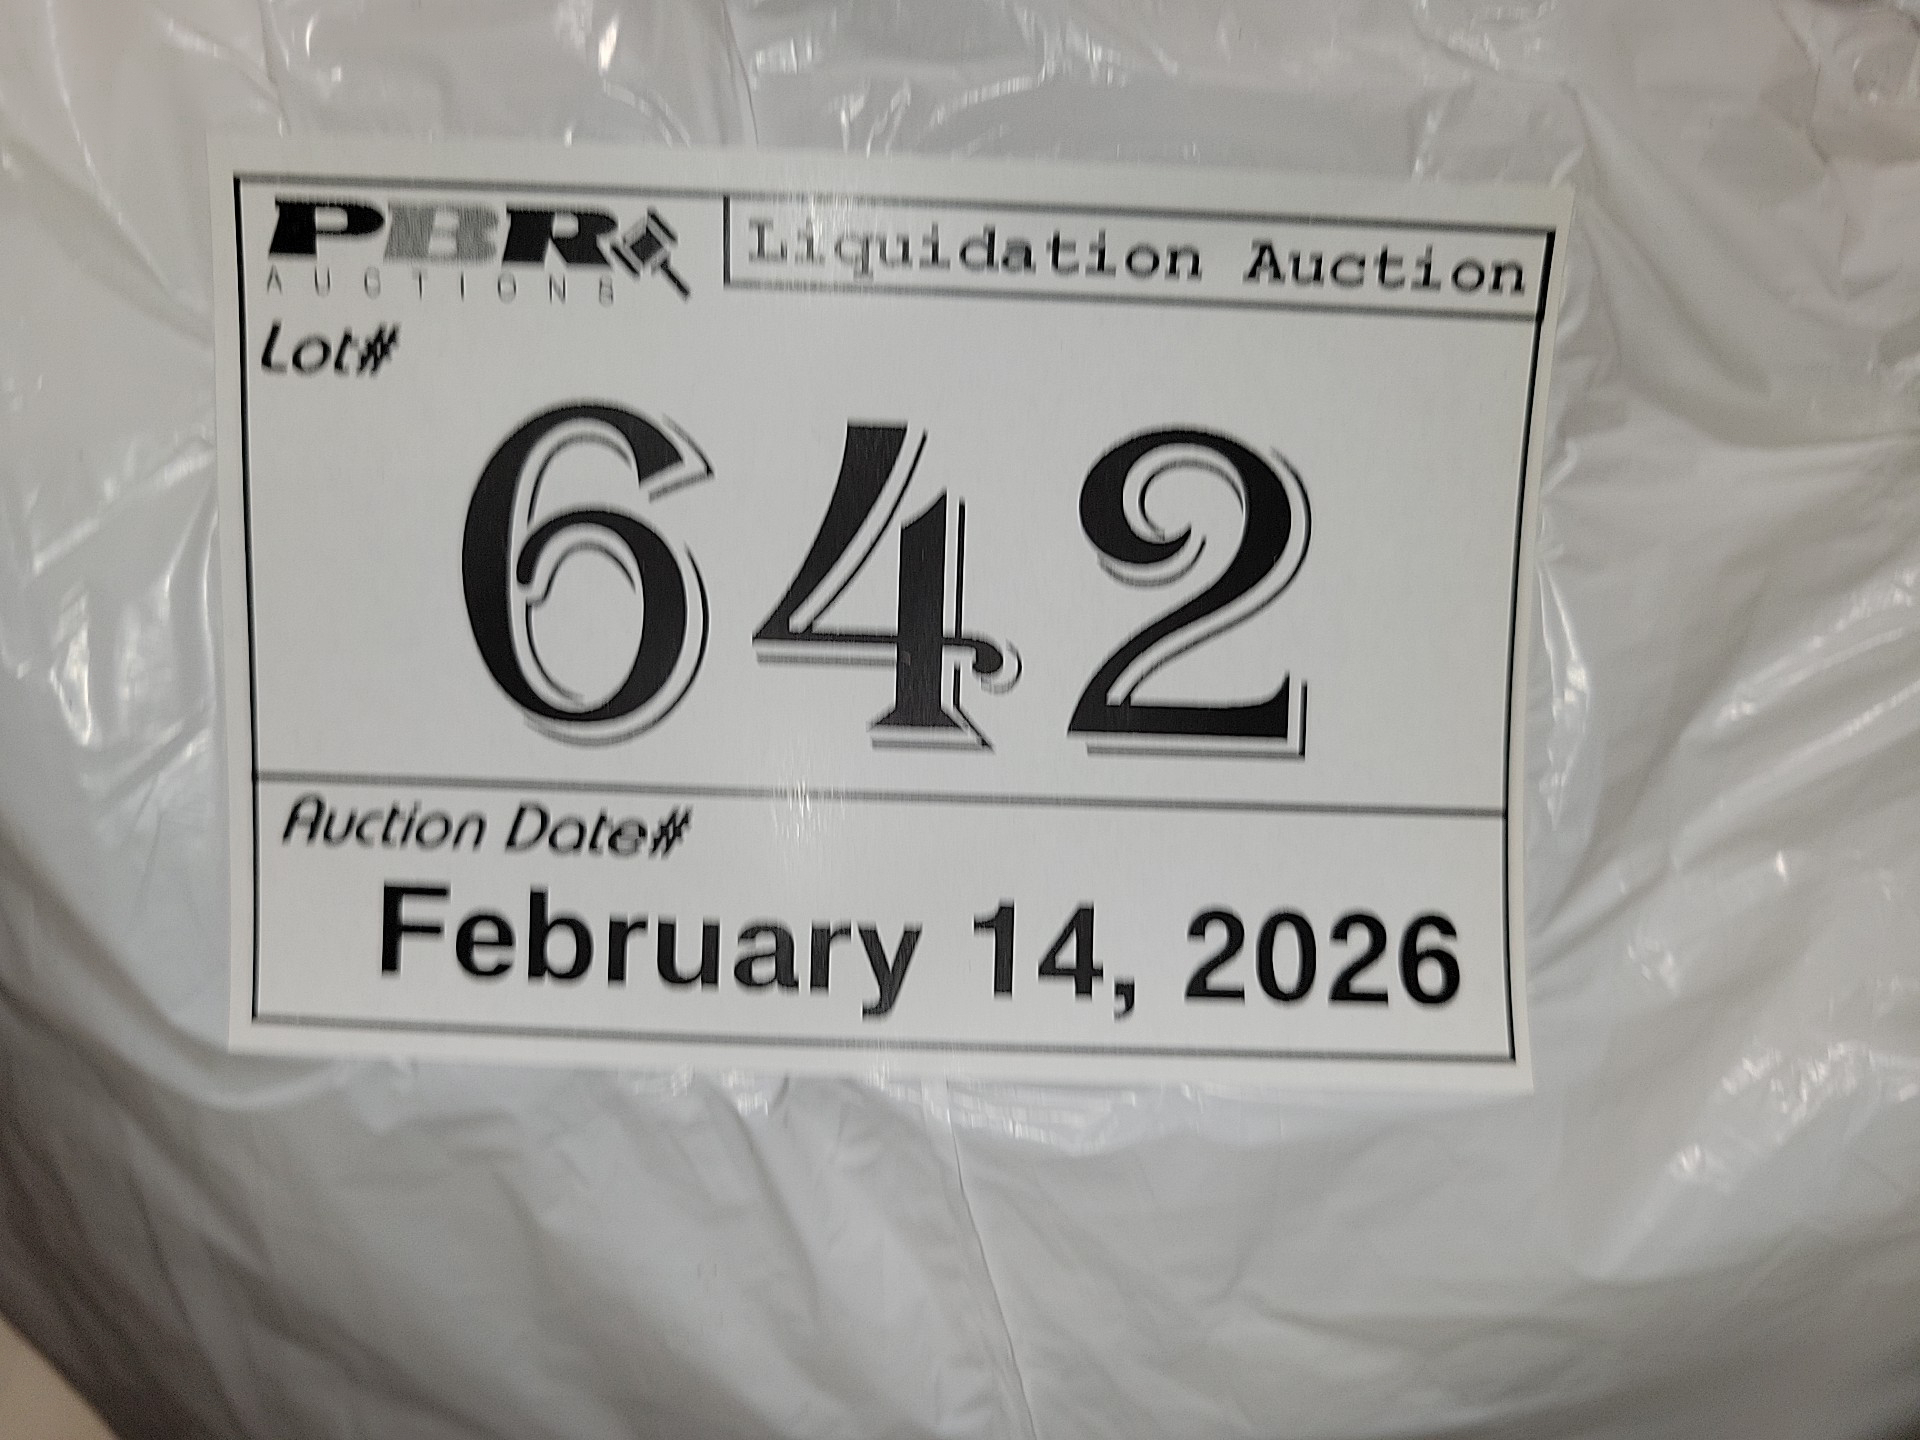 PBR
AUCTIONS
Liquidation Auction
Lot#
642
Auction Date#
February 14, 2026